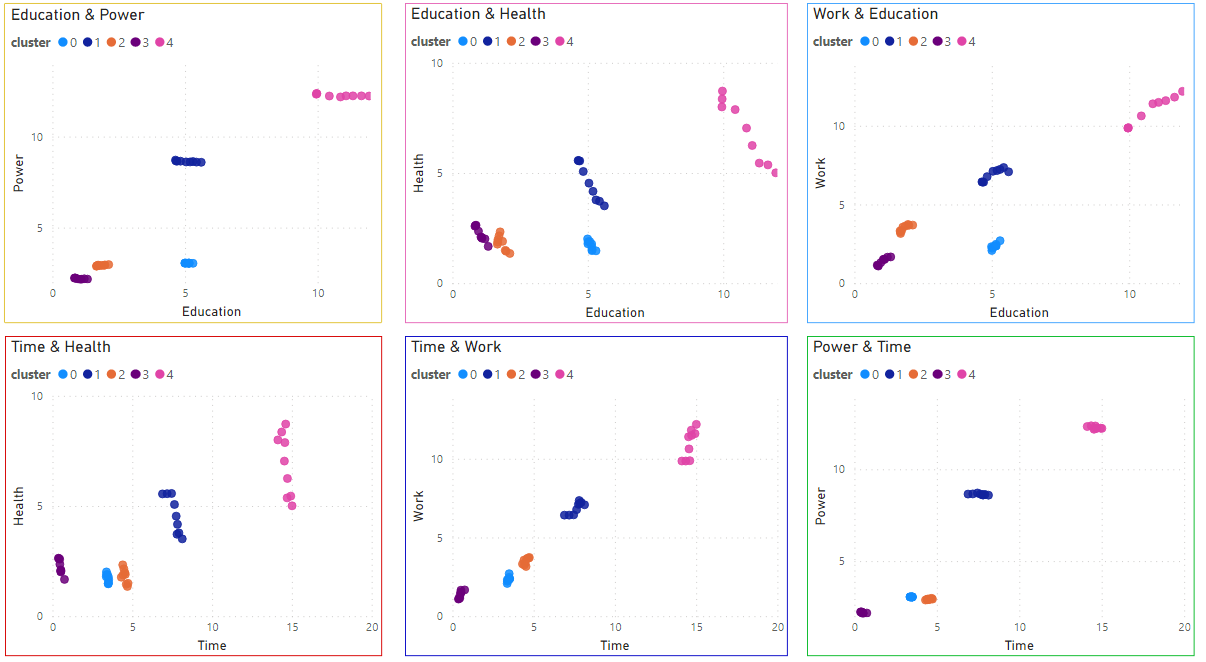 Education & Power
cluster 0 1 2 3 4
10
5
Power
0 5 10
Education
Education & Health
cluster 0 1 2 3 4
10
5
0
Health
0 5 10
Education
Work & Education
cluster 0 1 2 3 4
10
5
0
Work
0 5 10
Education
Time & Health
cluster 0 1 2 3 4
10
5
0
Health
0 5 10 15 20
Time
Time & Work
cluster 0 1 2 3 4
10
5
0
Work
0 5 10 15 20
Time
Power & Time
cluster 0 1 2 3 4
10
5
Power
0 5 10 15 20
Time